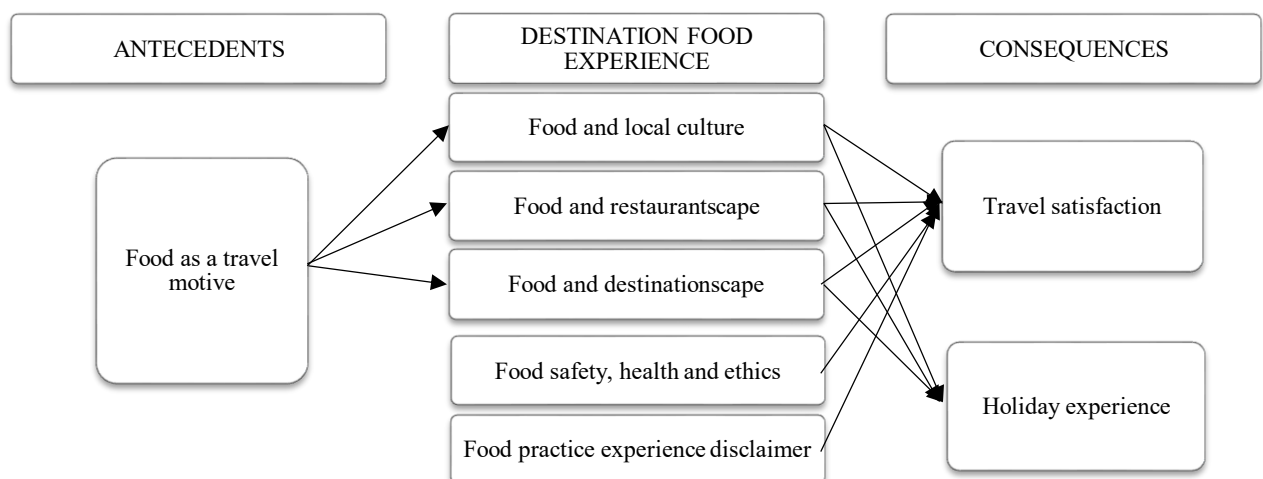 ANTECEDENTS
DESTINATION FOOD
EXPERIENCE
CONSEQUENCES
Food as a travel
motive
Food and local culture
Food and restaurantscape
Food and destinationscape
Food safety, health and ethics
Food practice experience disclaimer
Travel satisfaction
Holiday experience